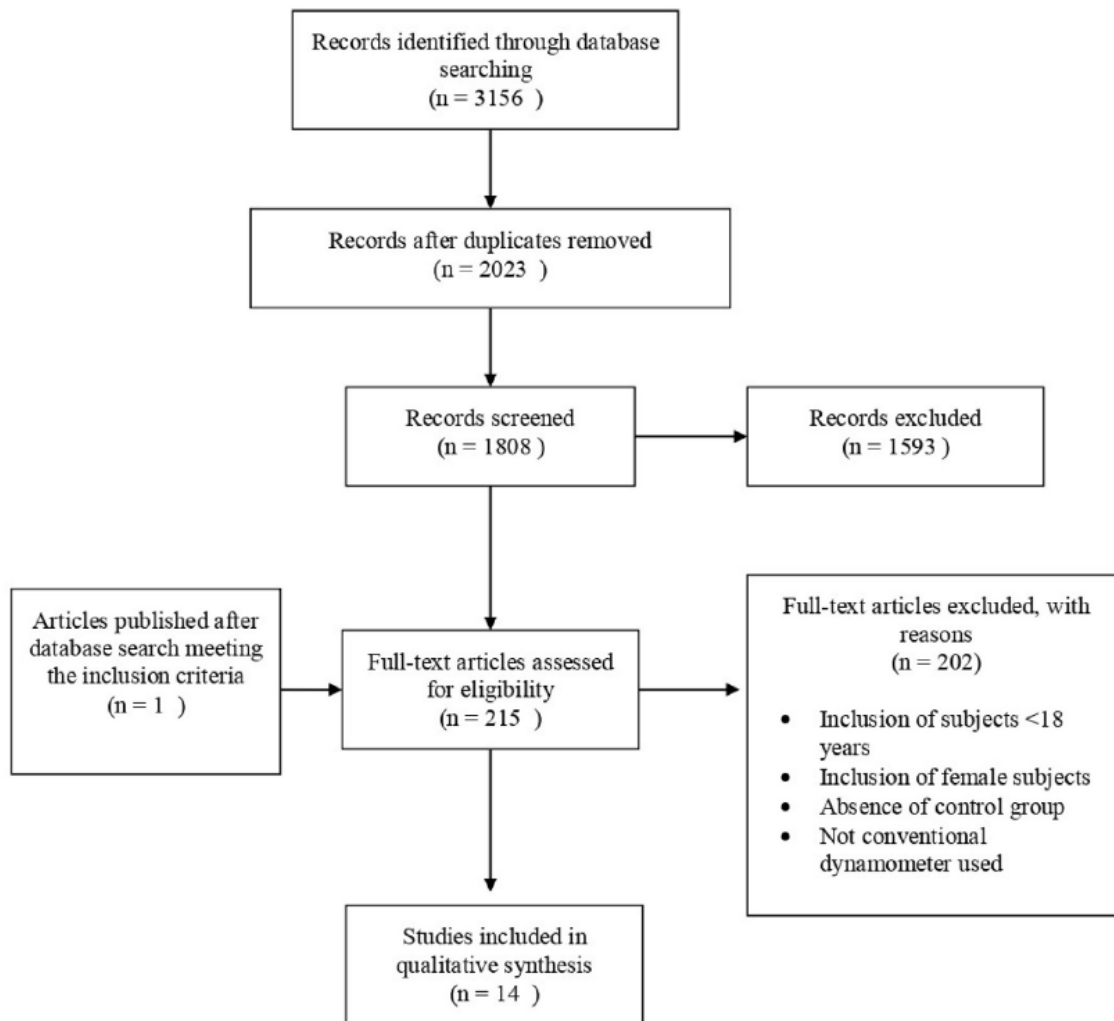 Records identified through database
searching
(n = 3156 )
Records after duplicates removed
(n = 2023 )
Records screened
(n = 1808 )
Records excluded
(n = 1593 )
Articles published after
database search meeting
the inclusion criteria
(n = 1 )
Full-text articles assessed
for eligibility
(n = 215 )
Full-text articles excluded, with
reasons
(n = 202)
• Inclusion of subjects <18
years
• Inclusion of female subjects
• Absence of control group
• Not conventional
dynamometer used
Studies included in
qualitative synthesis
(n = 14 )